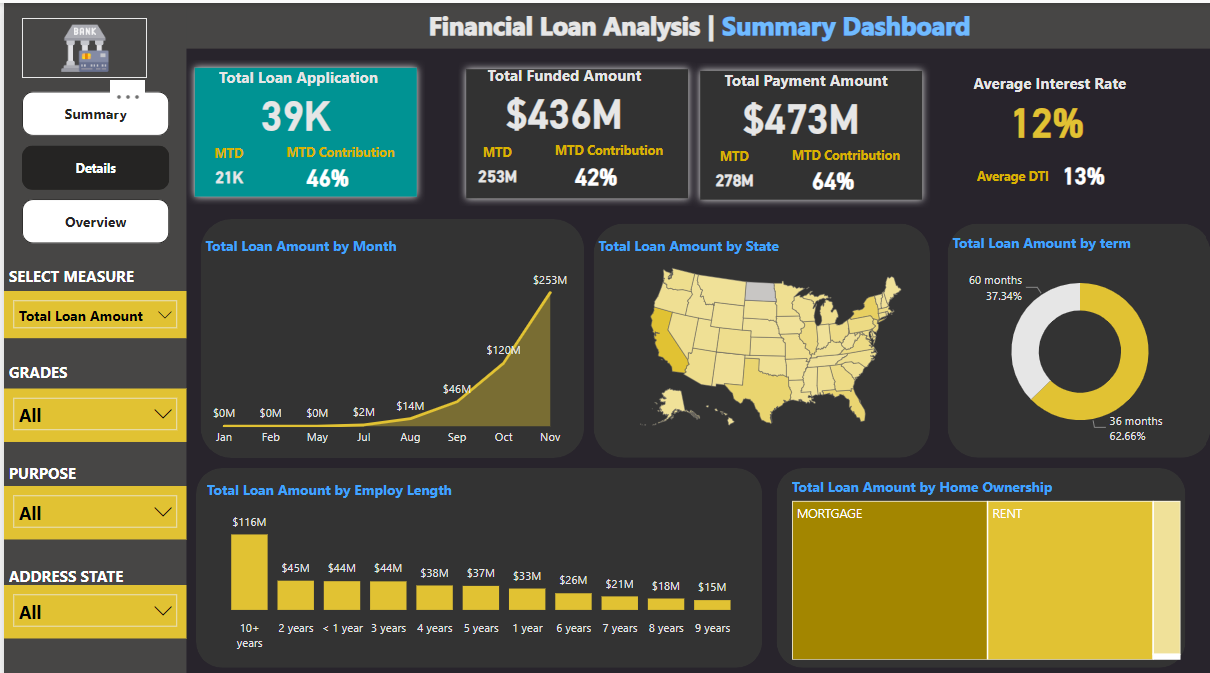 BANK
Financial Loan Analysis | Summary Dashboard
Summary
Details
Overview
SELECT MEASURE
Total Loan Amount
GRADES
All
PURPOSE
All
ADDRESS STATE
All
Total Loan Application
39K
MTD MTD Contribution
21K 46%
Total Funded Amount
$436M
MTD MTD Contribution
253M 42%
Total Payment Amount
$473M
MTD MTD Contribution
278M 64%
Average Interest Rate
12%
Average DTI 13%
Total Loan Amount by Month
$253M
$120M
$46M
$14M
$0M $0M $0M $2M
Jan Feb May Jul Aug Sep Oct Nov
Total Loan Amount by State
Total Loan Amount by term
60 months
37.34%
36 months
62.66%
Total Loan Amount by Employ Length
$116M
$45M $44M $44M $38M $37M $33M $26M $21M $18M $15M
10+ 2 years < 1 year 3 years 4 years 5 years 1 year 6 years 7 years 8 years 9 years
years
Total Loan Amount by Home Ownership
MORTGAGE RENT